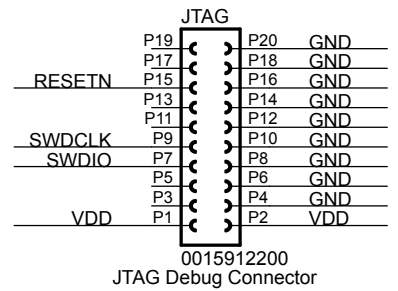 JTAG
P19 P20 GND
P17 P18 GND
RESETN P15 P16 GND
P13 P14 GND
P11 P12 GND
SWDCLK P9 P10 GND
SWDIO P7 P8 GND
P5 P6 GND
P3 P4 GND
VDD P1 P2 VDD
0015912200
JTAG Debug Connector